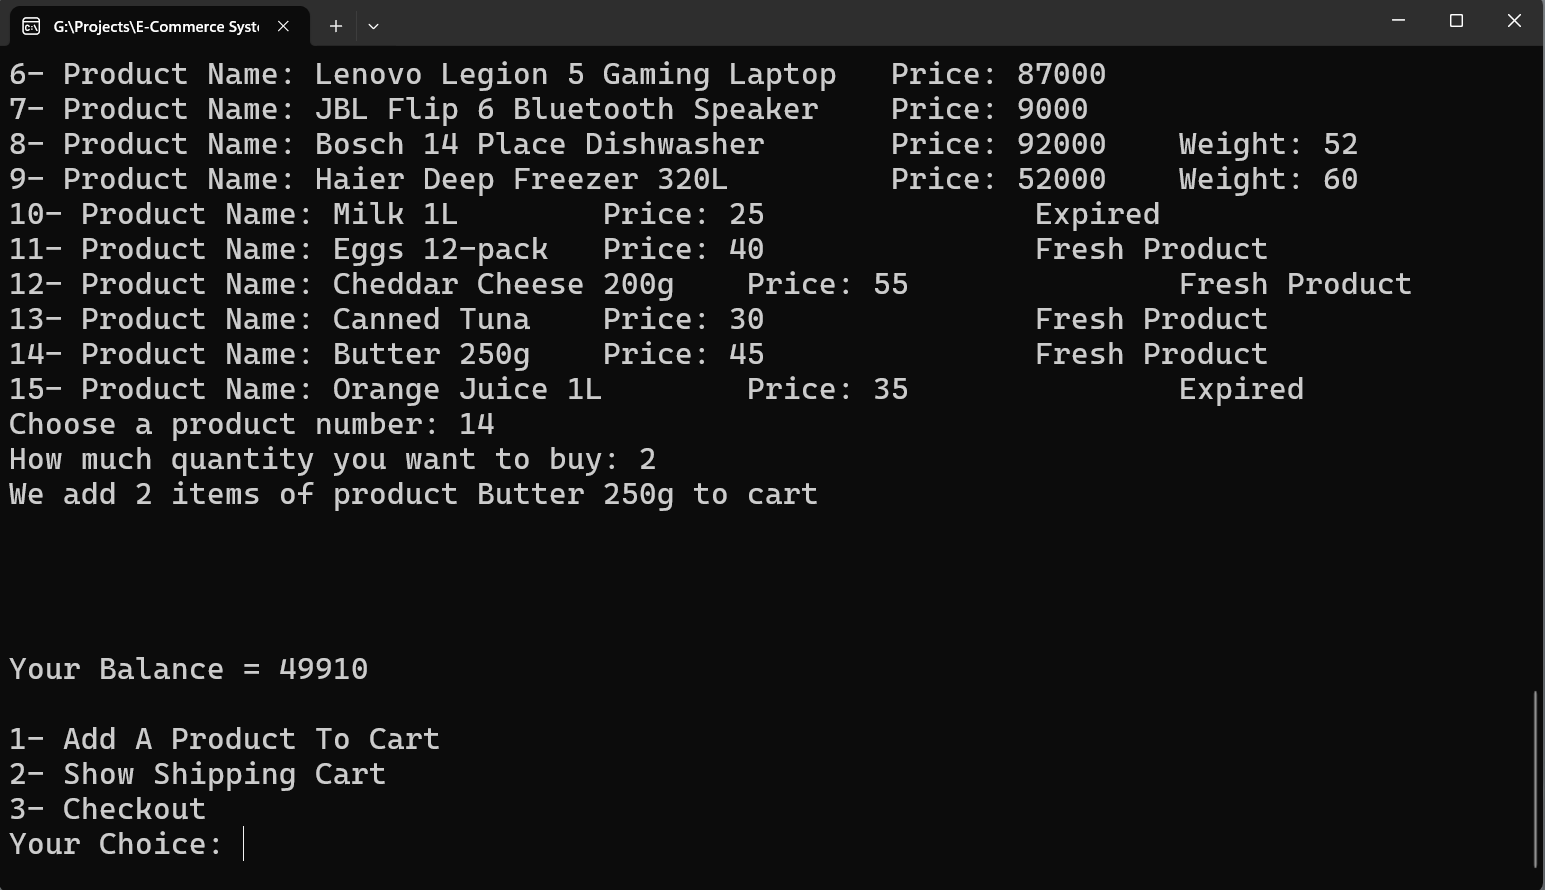 G:\Projects\E-Commerce Syst
6- Product Name: Lenovo Legion 5 Gaming Laptop   Price: 87000
7- Product Name: JBL Flip 6 Bluetooth Speaker    Price: 9000
8- Product Name: Bosch 14 Place Dishwasher       Price: 92000    Weight: 52
9- Product Name: Haier Deep Freezer 320L         Price: 52000    Weight: 60
10- Product Name: Milk 1L        Price: 25               Expired
11- Product Name: Eggs 12-pack   Price: 40               Fresh Product
12- Product Name: Cheddar Cheese 200g    Price: 55               Fresh Product
13- Product Name: Canned Tuna    Price: 30               Fresh Product
14- Product Name: Butter 250g    Price: 45               Fresh Product
15- Product Name: Orange Juice 1L        Price: 35               Expired
Choose a product number: 14
How much quantity you want to buy: 2
We add 2 items of product Butter 250g to cart
Your Balance = 49910
1- Add A Product To Cart
2- Show Shipping Cart
3- Checkout
Your Choice: